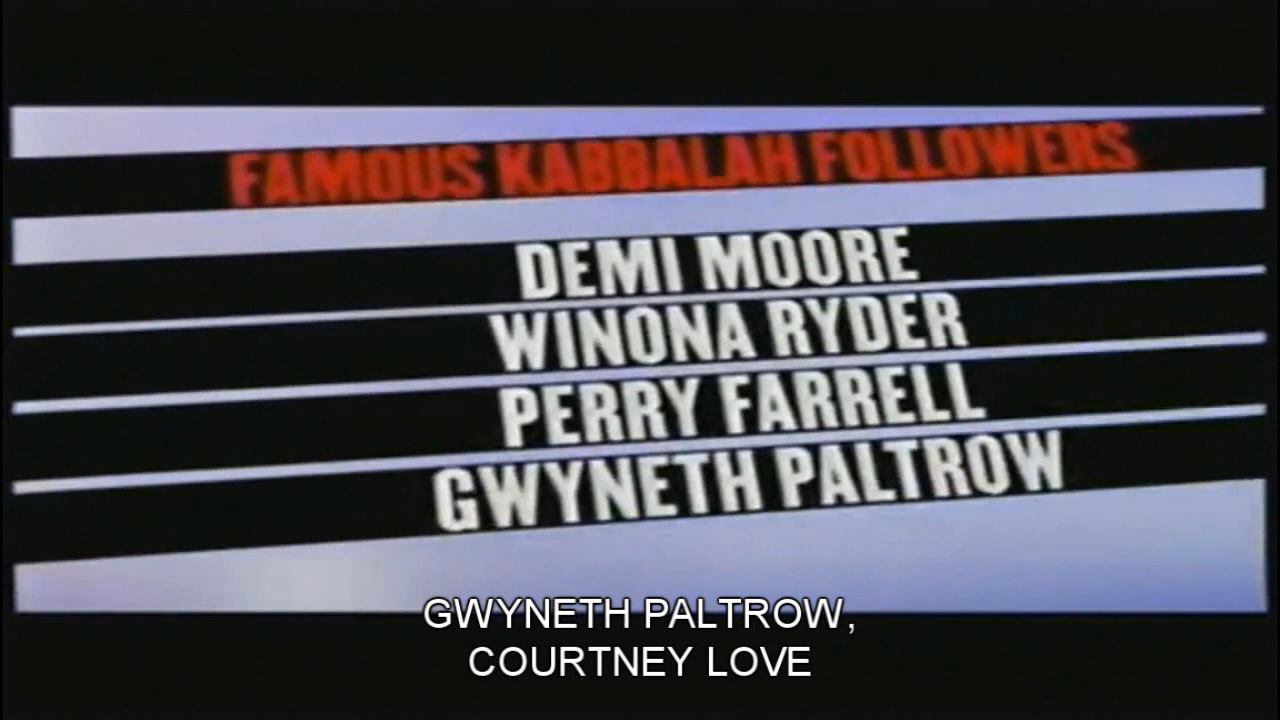 FAMOUS KABBALAH FOLLOWERS
DEMI MOORE
WINONA RYDER
PERRY FARRELL
GWYNETH PALTROW
GWYNETH PALTROW,
COURTNEY LOVE